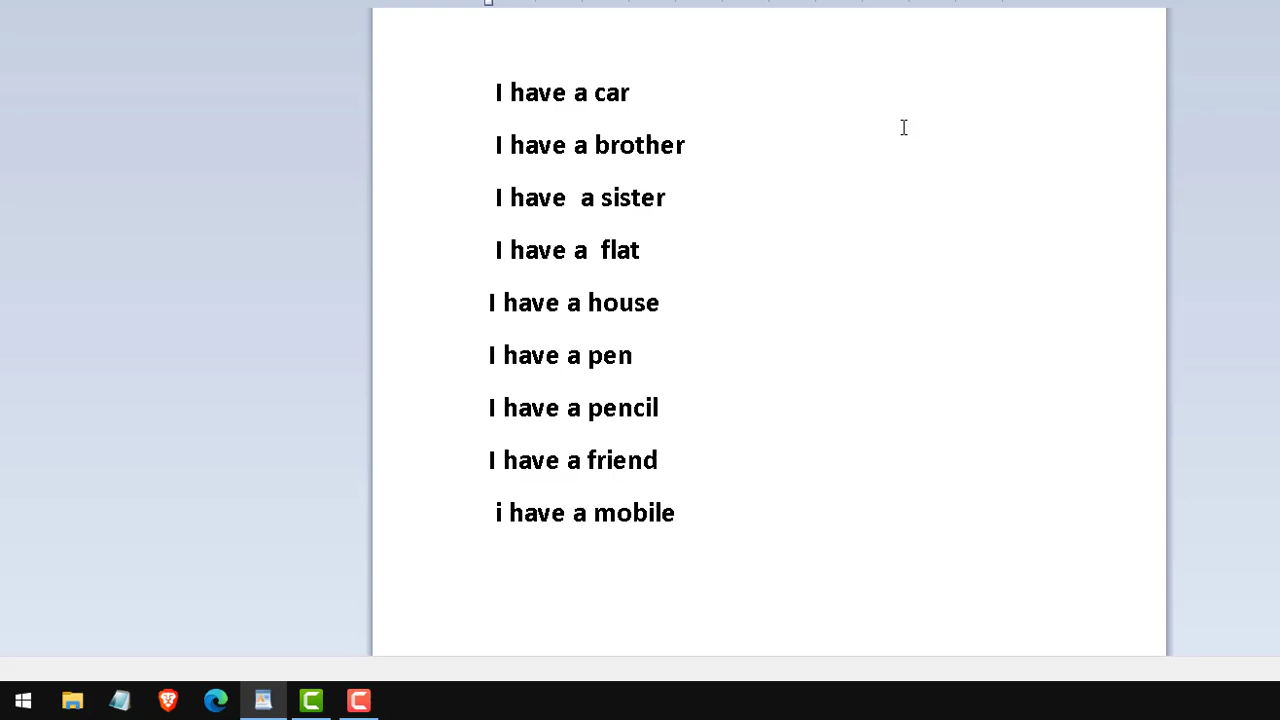 I have a car
I have a brother
I have  a sister
I have a  flat
I have a house
I have a pen
I have a pencil
I have a friend
i have a mobile